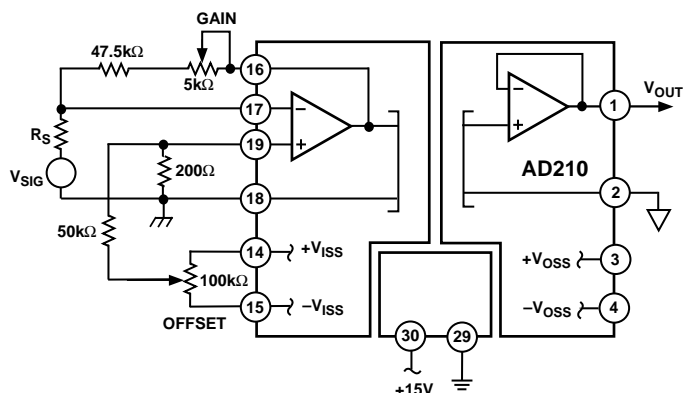 GAIN
47.5kΩ
5kΩ
16
17
19
18
14
15
RS
VSIG
200Ω
50kΩ
100kΩ
OFFSET
+VISS
–VISS
30
29
+15V
AD210
1
VOUT
2
+VOSS
3
–VOSS
4